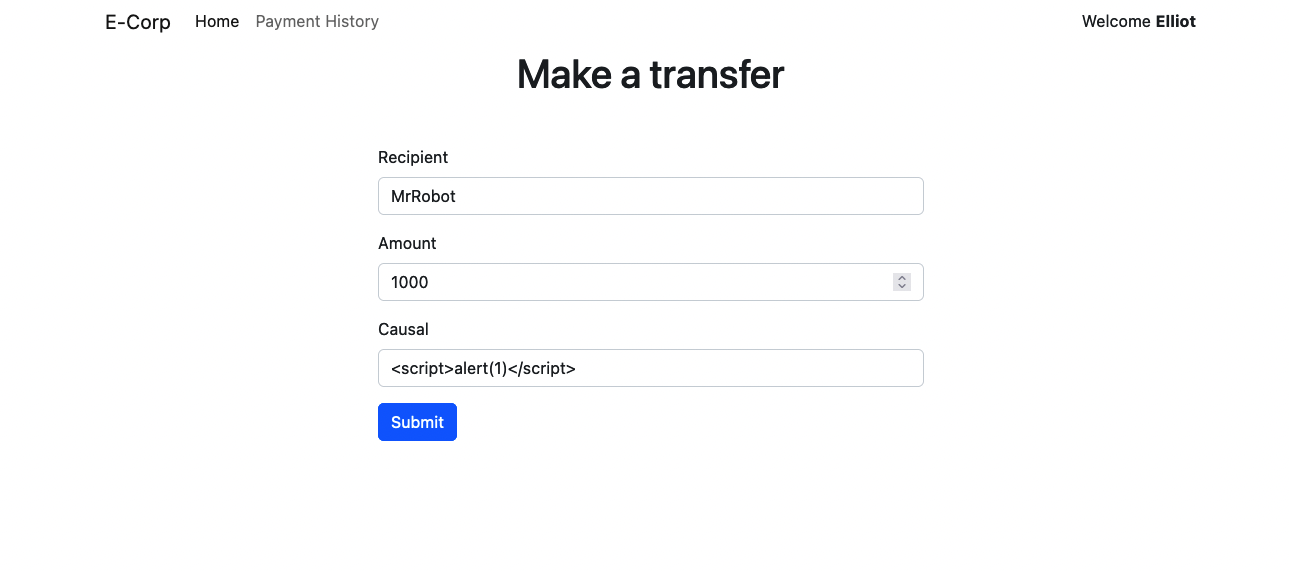 E-Corp Home Payment History Welcome Elliot
Make a transfer
Recipient
MrRobot
Amount
1000
Causal
<script>alert(1)</script>
Submit